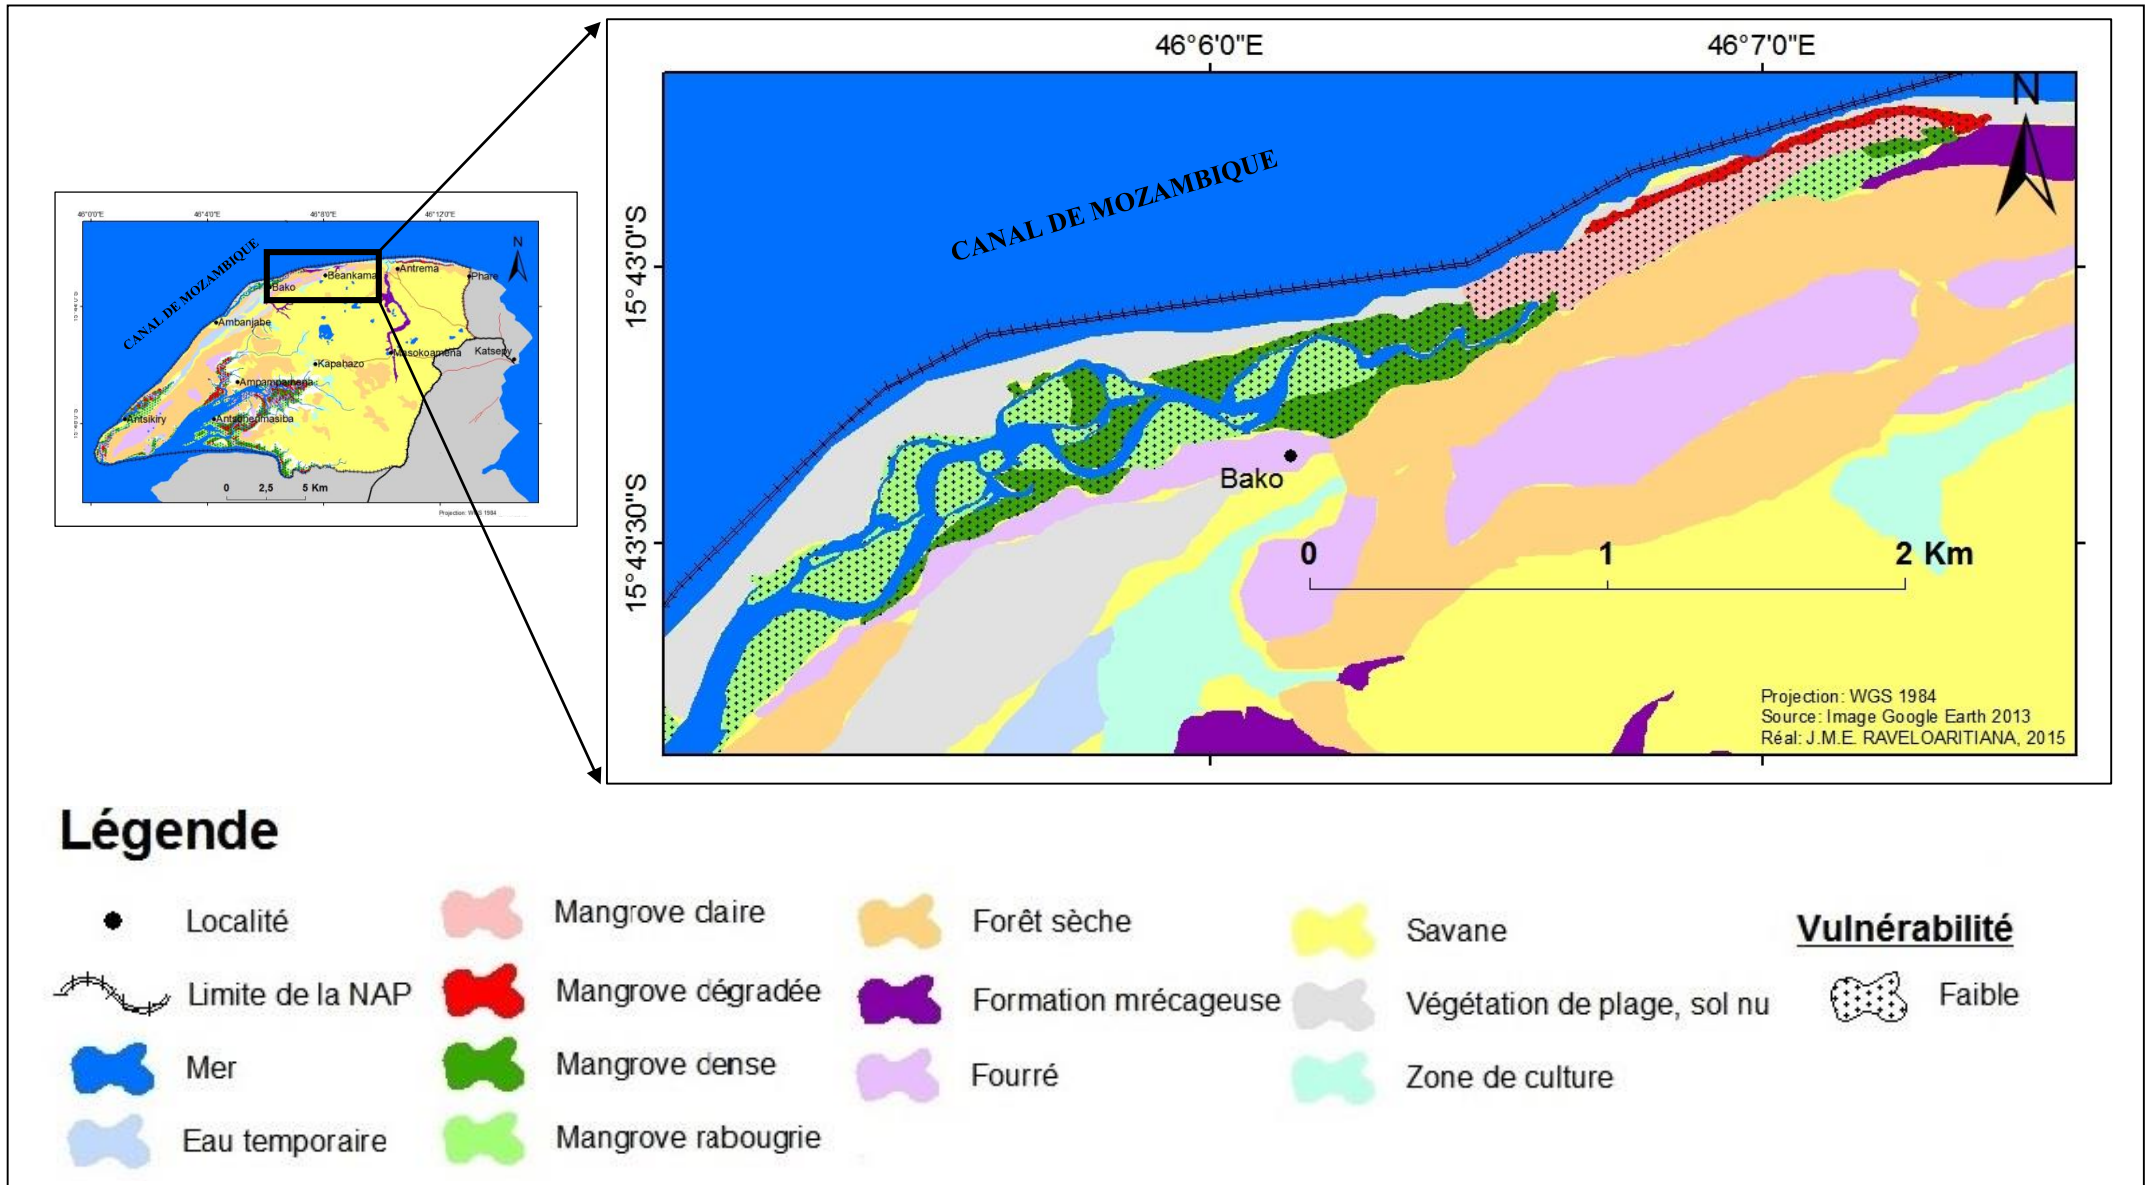 46°0'0"E
46°4'0"E
46°8'0"E
46°12'0"E
N
CANAL DE MOZAMBIQUE
Beankama
Antrema
Phare
Bako
Ambanjabe
Masokoamena
Katsepy
Kapahazo
Ampampamena
Antsikiry
0 2,5 5 Km
Projection: WGS 1984
46°6'0"E
46°7'0"E
N
CANAL DE MOZAMBIQUE
15°43'0"S
15°43'30"S
Bako
0 1 2 Km
Projection: WGS 1984
Source: Image Google Earth 2013
Réal: J.M.E. RAVELOARITIANA, 2015
Légende
Localité
Limite de la NAP
Mer
Eau temporaire
Mangrove claire
Mangrove dégradée
Mangrove dense
Mangrove rabougrie
Forêt sèche
Formation mrécageuse
Fourré
Savane
Végétation de plage, sol nu
Zone de culture
Vulnérabilité
Faible